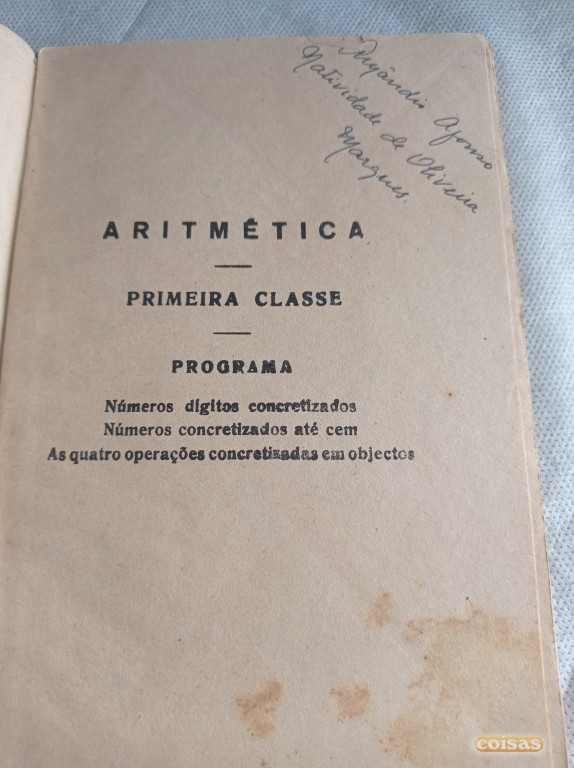 Afonso
Natividade de Oliveira
Marques.
ARITMÉTICA
PRIMEIRA CLASSE
PROGRAMA
Números dígitos concretizados
Números concretizados até cem
As quatro operações concretizadas em objectos
coisas